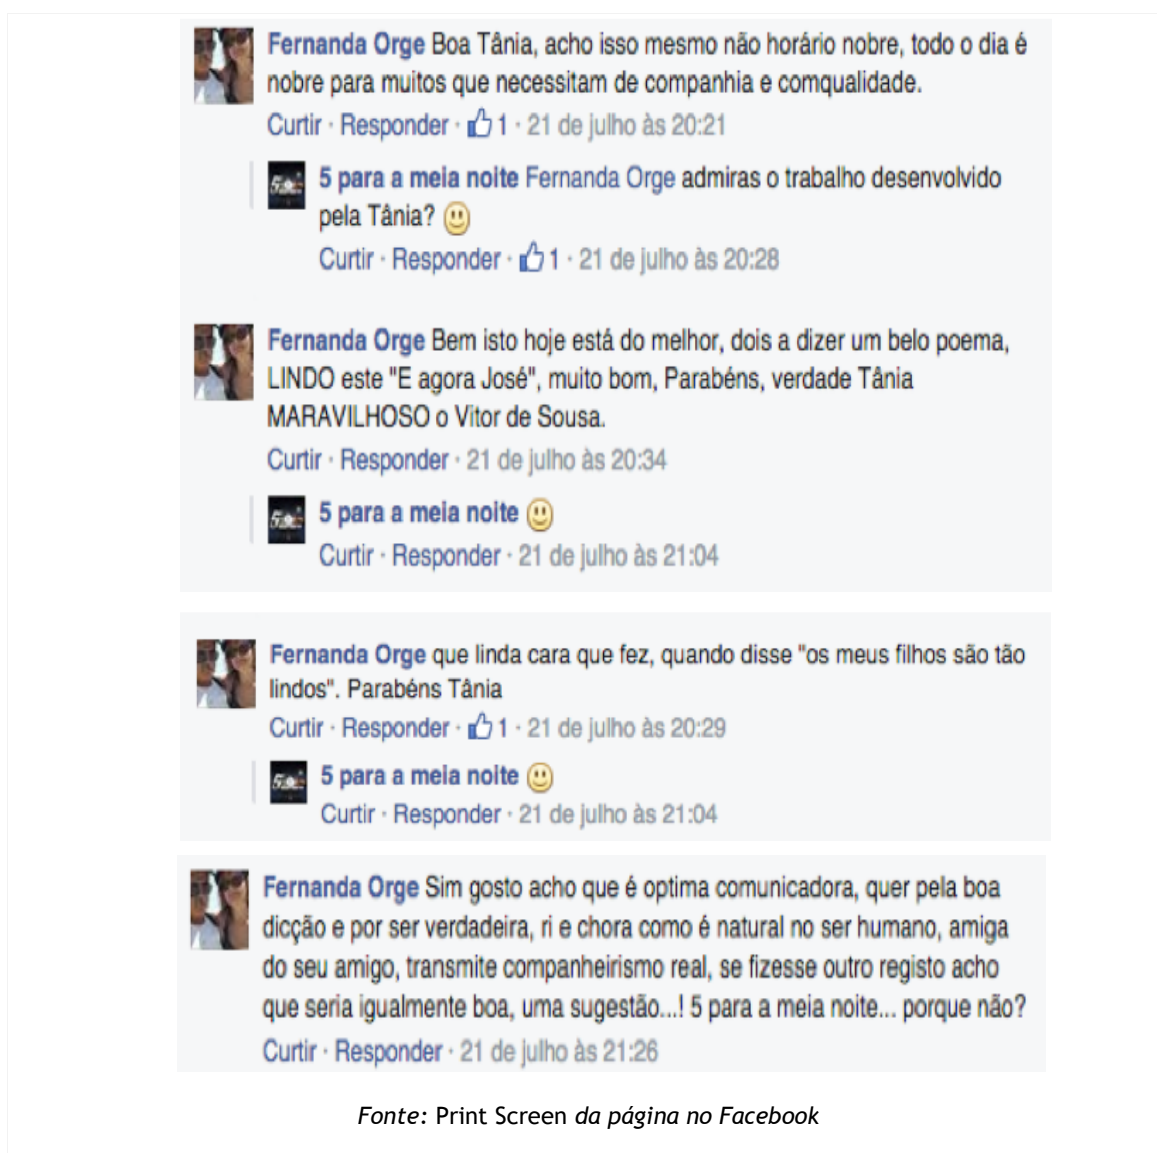 Fernanda Orge Boa Tânia, acho isso mesmo não horário nobre, todo o dia é
nobre para muitos que necessitam de companhia e comqualidade.
Curtir · Responder · 1 · 21 de julho às 20:21
5 para a meia noite Fernanda Orge admiras o trabalho desenvolvido
pela Tânia?
Curtir · Responder · 1 · 21 de julho às 20:28
Fernanda Orge Bem isto hoje está do melhor, dois a dizer um belo poema,
LINDO este "E agora José", muito bom, Parabéns, verdade Tânia
MARAVILHOSO o Vitor de Sousa.
Curtir · Responder · 21 de julho às 20:34
5 para a meia noite
Curtir · Responder · 21 de julho às 21:04
Fernanda Orge que linda cara que fez, quando disse "os meus filhos são tão
lindos". Parabéns Tânia
Curtir · Responder · 1 · 21 de julho às 20:29
5 para a meia noite
Curtir · Responder · 21 de julho às 21:04
Fernanda Orge Sim gosto acho que é optima comunicadora, quer pela boa
dicção e por ser verdadeira, ri e chora como é natural no ser humano, amiga
do seu amigo, transmite companheirismo real, se fizesse outro registo acho
que seria igualmente boa, uma sugestão...! 5 para a meia noite... porque não?
Curtir · Responder · 21 de julho às 21:26
Fonte: Print Screen da página no Facebook